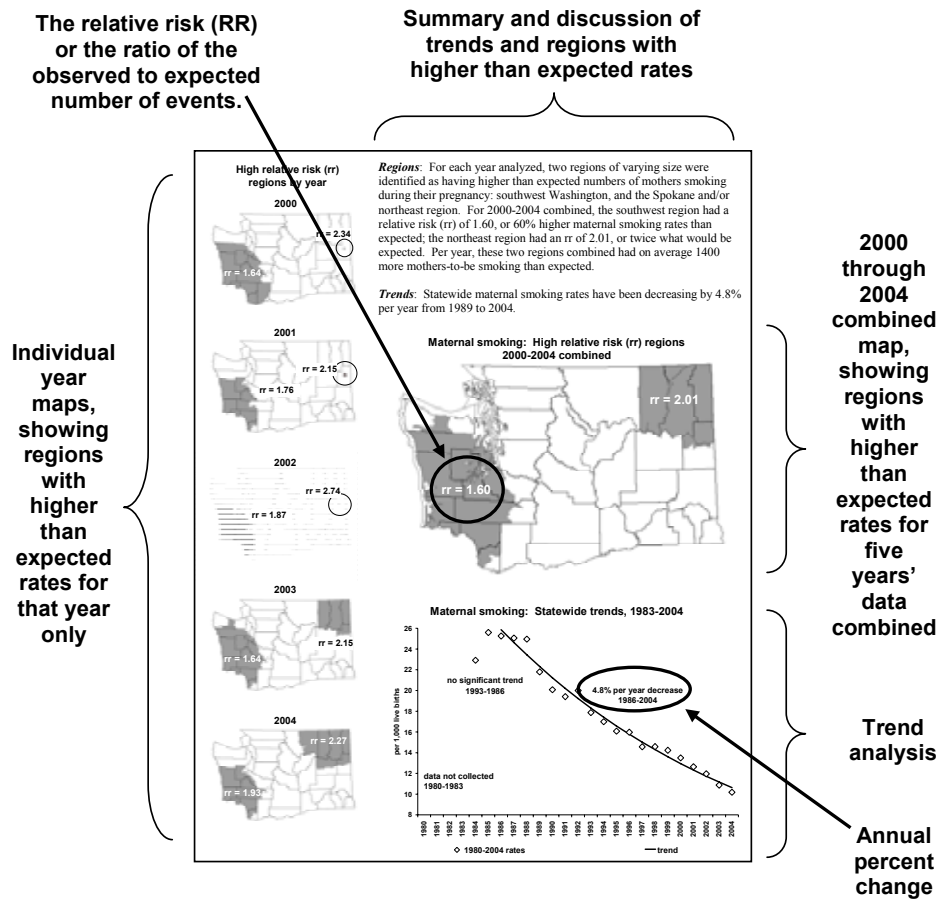 The relative risk (RR)
or the ratio of the
observed to expected
number of events.
Summary and discussion of
trends and regions with
higher than expected rates
Individual
year
maps,
showing
regions
with
higher
than
expected
rates for
that year
only
High relative risk (rr)
regions by year
2000
rr = 2.34
rr = 1.64
2001
rr = 2.15
rr = 1.76
2002
rr = 2.74
rr = 1.87
2003
rr = 2.15
rr = 1.64
2004
rr = 2.27
rr = 1.93
Regions: For each year analyzed, two regions of varying size were
identified as having higher than expected numbers of mothers smoking
during their pregnancy: southwest Washington, and the Spokane and/or
northeast region. For 2000-2004 combined, the southwest region had a
relative risk (rr) of 1.60, or 60% higher maternal smoking rates than
expected; the northeast region had an rr of 2.01, or twice what would be
expected. Per year, these two regions combined had on average 1400
more mothers-to-be smoking than expected.
Trends: Statewide maternal smoking rates have been decreasing by 4.8%
per year from 1989 to 2004.
Maternal smoking: High relative risk (rr) regions
2000-2004 combined
rr = 2.01
rr = 1.60
Maternal smoking: Statewide trends, 1983-2004
per 1,000 live births
26
24
22
20
18
16
14
12
10
8
no significant trend
1993-1986
4.8% per year decrease
1986-2004
data not collected
1980-1983
1980 1981 1982 1983 1984 1985 1986 1987 1988 1989 1990 1991 1992 1993 1994 1995 1996 1997 1998 1999 2000 2001 2002 2003 2004
1980-2004 rates
trend
2000
through
2004
combined
map,
showing
regions
with
higher
than
expected
rates for
five
years'
data
combined
Trend
analysis
Annual
percent
change